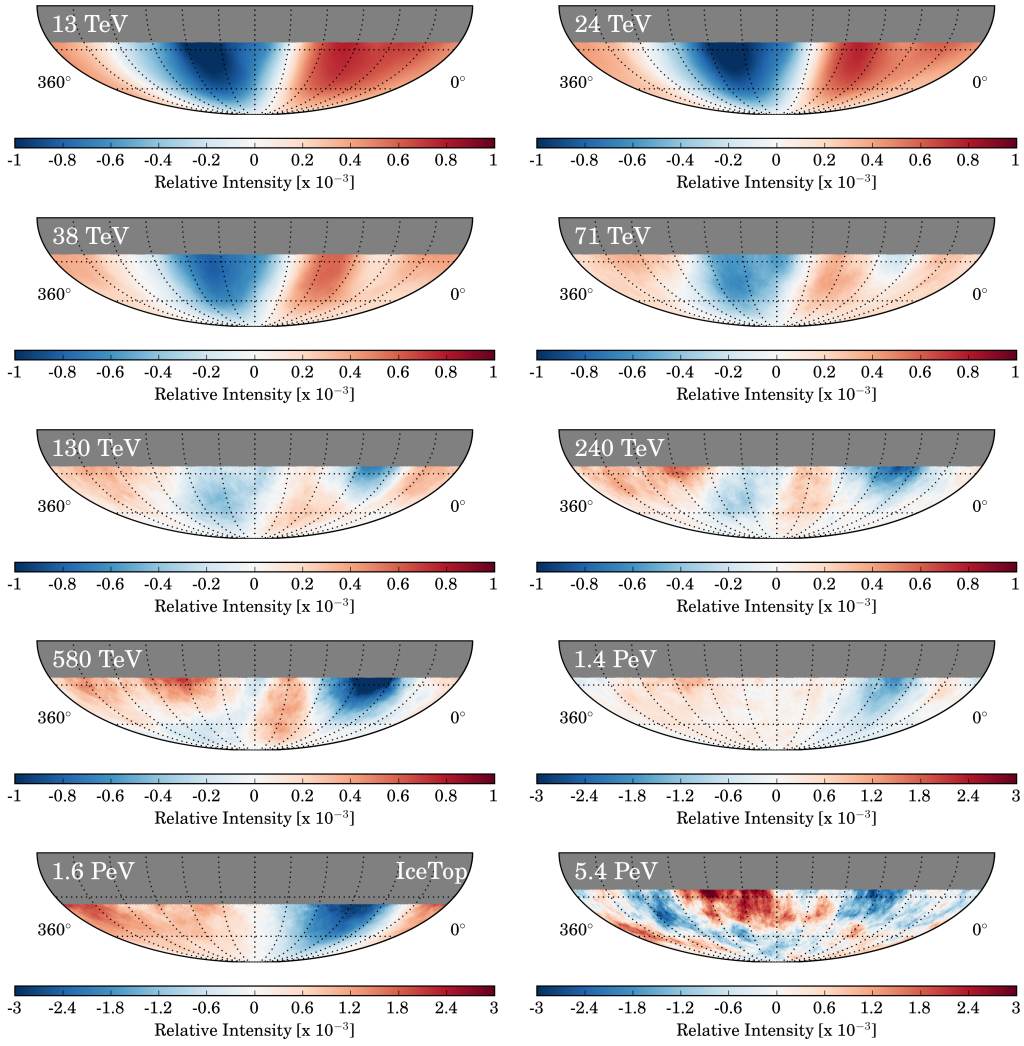 13 TeV 24 TeV
360° 0° 360° 0°
-1 -0.8 -0.6 -0.4 -0.2 0 0.2 0.4 0.6 0.8 1 -1 -0.8 -0.6 -0.4 -0.2 0 0.2 0.4 0.6 0.8 1
Relative Intensity [x 10⁻³] Relative Intensity [x 10⁻³]
38 TeV 71 TeV
360° 0° 360° 0°
-1 -0.8 -0.6 -0.4 -0.2 0 0.2 0.4 0.6 0.8 1 -1 -0.8 -0.6 -0.4 -0.2 0 0.2 0.4 0.6 0.8 1
Relative Intensity [x 10⁻³] Relative Intensity [x 10⁻³]
130 TeV 240 TeV
360° 0° 360° 0°
-1 -0.8 -0.6 -0.4 -0.2 0 0.2 0.4 0.6 0.8 1 -1 -0.8 -0.6 -0.4 -0.2 0 0.2 0.4 0.6 0.8 1
Relative Intensity [x 10⁻³] Relative Intensity [x 10⁻³]
580 TeV 1.4 PeV
360° 0° 360° 0°
-1 -0.8 -0.6 -0.4 -0.2 0 0.2 0.4 0.6 0.8 1 -3 -2.4 -1.8 -1.2 -0.6 0 0.6 1.2 1.8 2.4 3
Relative Intensity [x 10⁻³] Relative Intensity [x 10⁻³]
1.6 PeV IceTop 5.4 PeV
360° 0° 360° 0°
-3 -2.4 -1.8 -1.2 -0.6 0 0.6 1.2 1.8 2.4 3 -3 -2.4 -1.8 -1.2 -0.6 0 0.6 1.2 1.8 2.4 3
Relative Intensity [x 10⁻³] Relative Intensity [x 10⁻³]